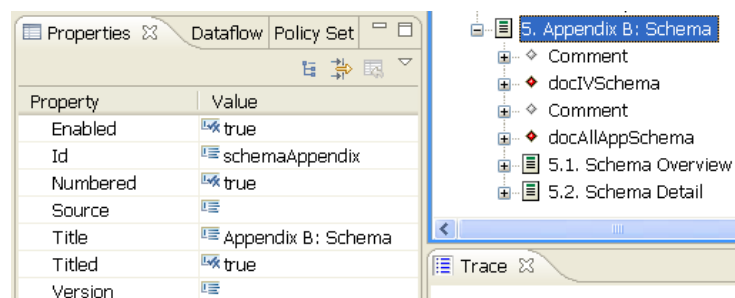 Properties Dataflow Policy Set
Property Value
Enabled true
Id schemaAppendix
Numbered true
Source
Title Appendix B: Schema
Titled true
Version
5. Appendix B: Schema
Comment
docIVSchema
Comment
docAllAppSchema
5.1. Schema Overview
5.2. Schema Detail
Trace